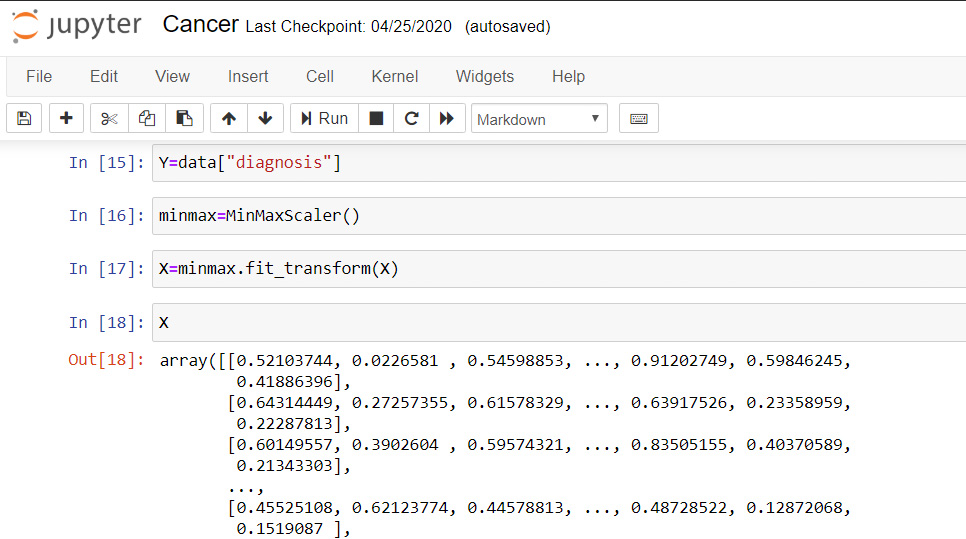 jupyter Cancer Last Checkpoint: 04/25/2020 (autosaved)
File Edit View Insert Cell Kernel Widgets Help
Run Markdown
In [15]: Y=data["diagnosis"]
In [16]: minmax=MinMaxScaler()
In [17]: X=minmax.fit_transform(X)
In [18]: X
Out[18]: array([[0.52103744, 0.0226581 , 0.54598853, ..., 0.91202749, 0.59846245,
0.41886396],
[0.64314449, 0.27257355, 0.61578329, ..., 0.63917526, 0.23358959,
0.22287813],
[0.60149557, 0.3902604 , 0.59574321, ..., 0.83505155, 0.40370589,
0.21343303],
...,
[0.45525108, 0.62123774, 0.44578813, ..., 0.48728522, 0.12872068,
0.1519087 ],